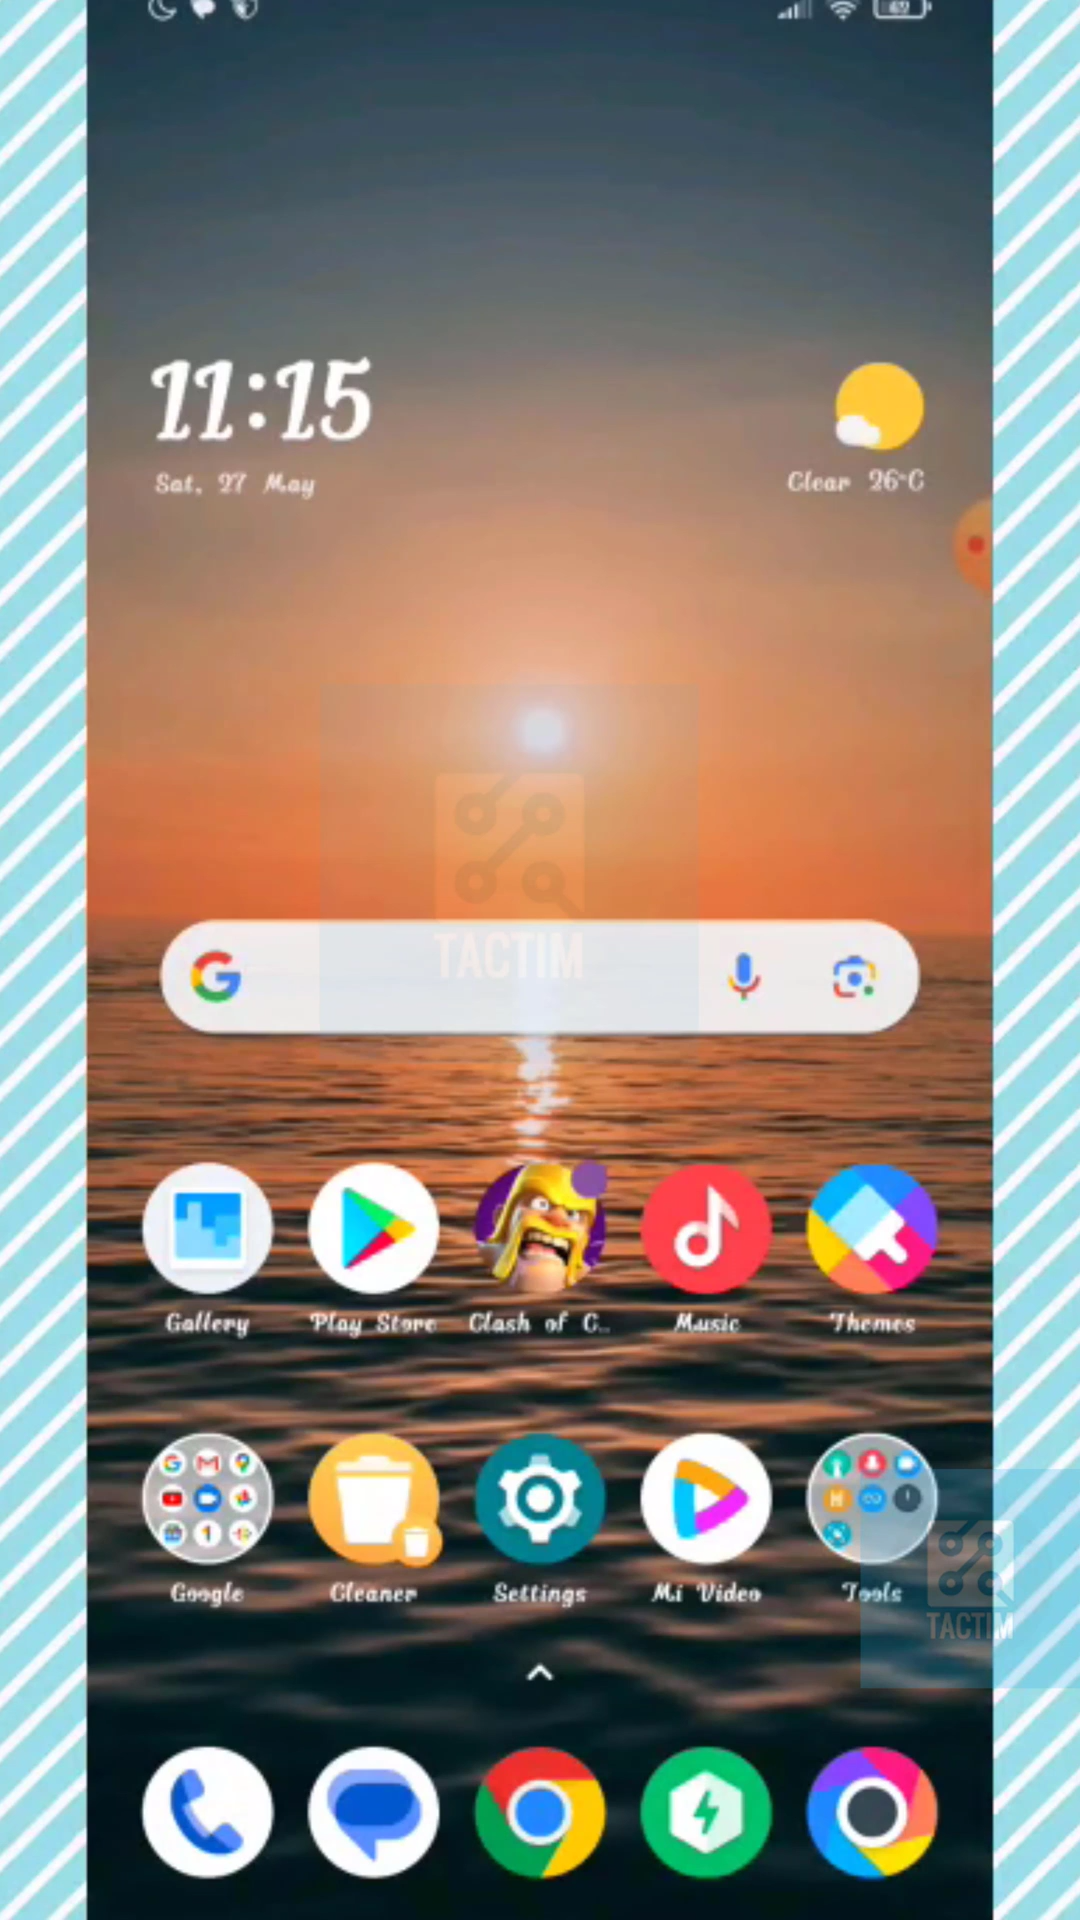 11:15
Sat, 27 May
Clear 26°C
TACTIM
Gallery
Play Store
Clash of C..
Music
Themes
Google
Cleaner
Settings
Mi Video
Tools
TACTIM